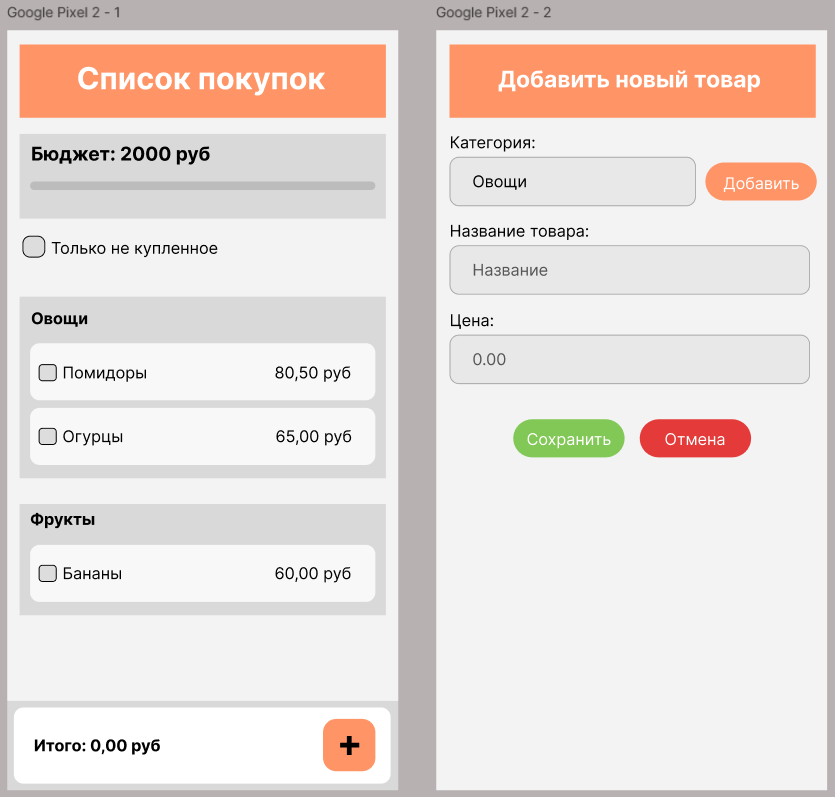 Google Pixel 2 - 1
Список покупок
Бюджет: 2000 руб
Только не купленное
Овощи
Помидоры 80,50 руб
Огурцы 65,00 руб
Фрукты
Бананы 60,00 руб
Итого: 0,00 руб +
Google Pixel 2 - 2
Добавить новый товар
Категория:
Овощи Добавить
Название товара:
Название
Цена:
0.00
Сохранить Отмена